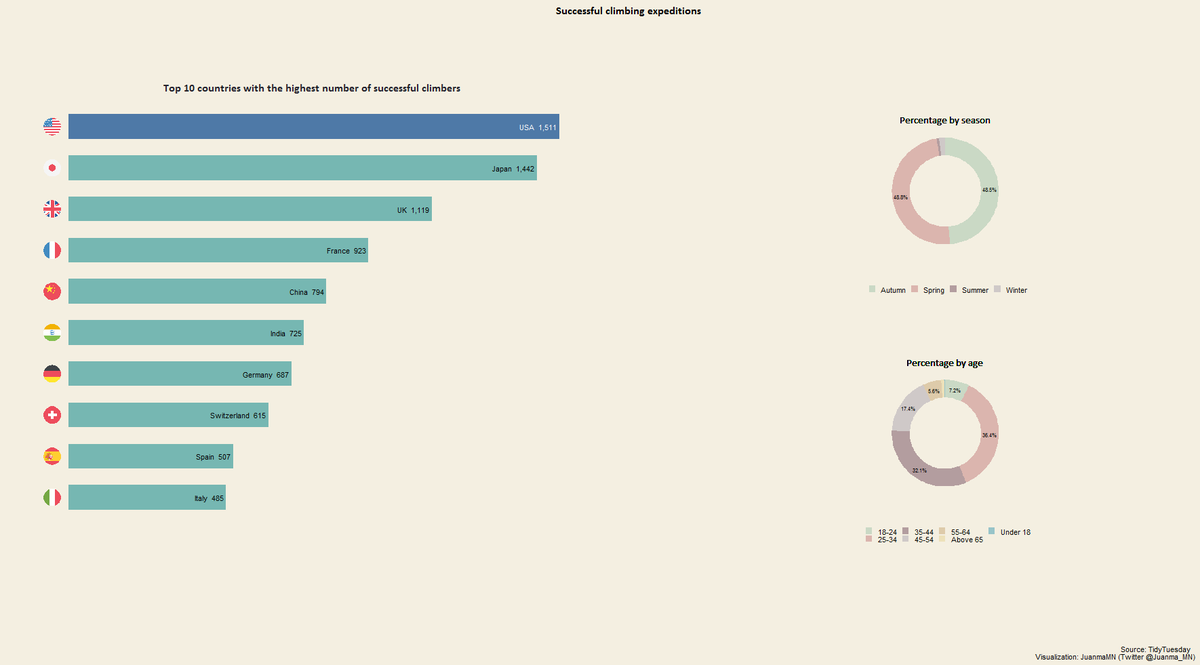 Successful climbing expeditions
Top 10 countries with the highest number of successful climbers
USA 1,511
Japan 1,442
UK 1,119
France 923
China 794
India 725
Germany 687
Switzerland 615
Spain 507
Italy 485
Percentage by season
48.5%
Autumn Spring Summer Winter
Percentage by age
5.6% 7.2%
17.4%
36.4%
32.1%
18-24 35-44 55-64 Under 18
25-34 45-54 Above 65
Source: TidyTuesday
Visualization: JuanmaMN (Twitter @Juanma_MN)